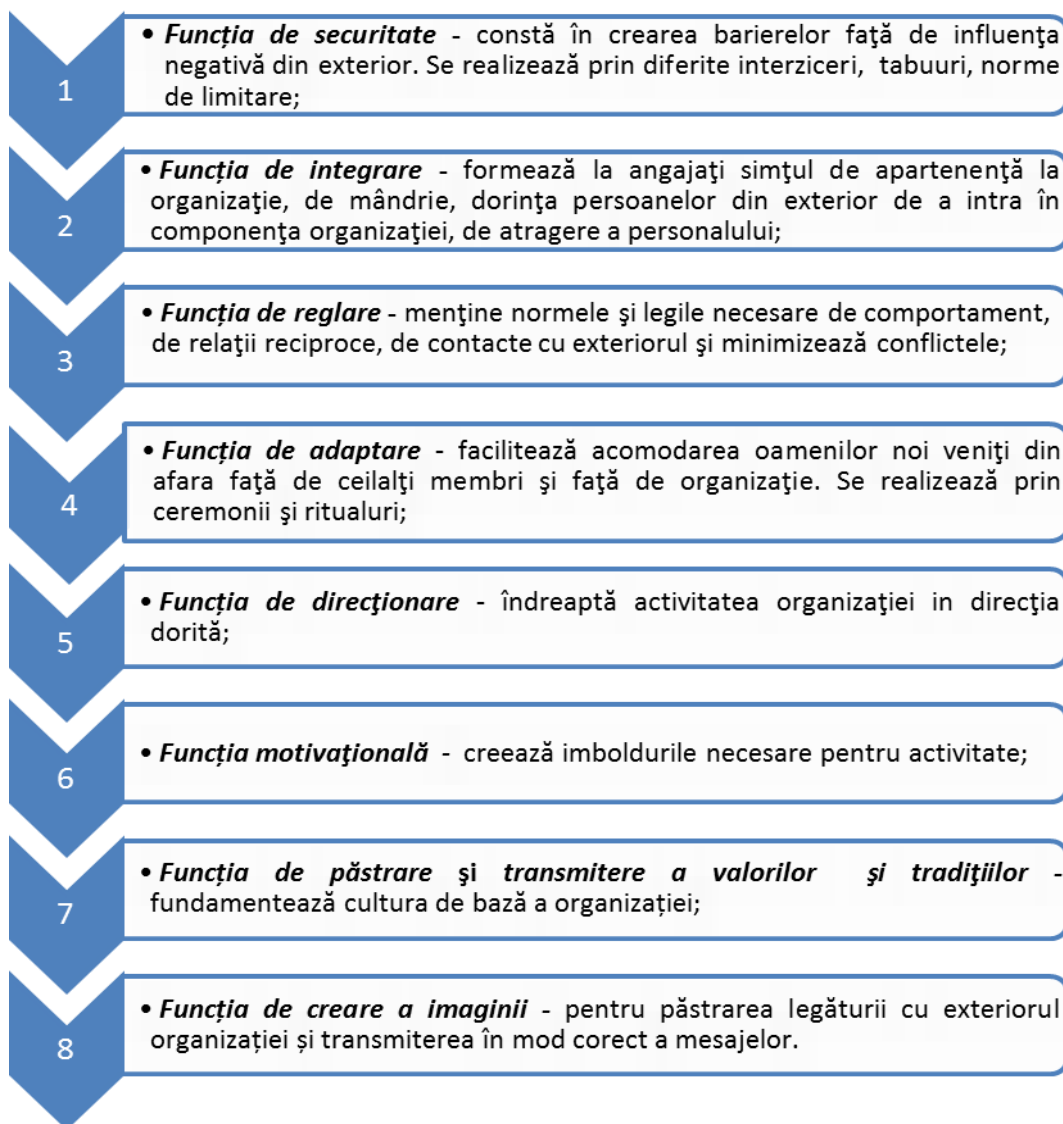 1
• Funcția de securitate - constă în crearea barierelor faţă de influenţa
negativă din exterior. Se realizează prin diferite interziceri, tabuuri, norme
de limitare;
2
• Funcția de integrare - formează la angajaţi simţul de apartenenţă la
organizaţie, de mândrie, dorinţa persoanelor din exterior de a intra în
componenţa organizaţiei, de atragere a personalului;
3
• Funcția de reglare - menţine normele şi legile necesare de comportament,
de relaţii reciproce, de contacte cu exteriorul şi minimizează conflictele;
4
• Funcția de adaptare - facilitează acomodarea oamenilor noi veniţi din
afara faţă de ceilalţi membri şi faţă de organizaţie. Se realizează prin
ceremonii şi ritualuri;
5
• Funcția de direcţionare - îndreaptă activitatea organizaţiei in direcţia
dorită;
6
• Funcția motivaţională - creează imboldurile necesare pentru activitate;
7
• Funcția de păstrare şi transmitere a valorilor şi tradiţiilor -
fundamentează cultura de bază a organizației;
8
• Funcția de creare a imaginii - pentru păstrarea legăturii cu exteriorul
organizației și transmiterea în mod corect a mesajelor.